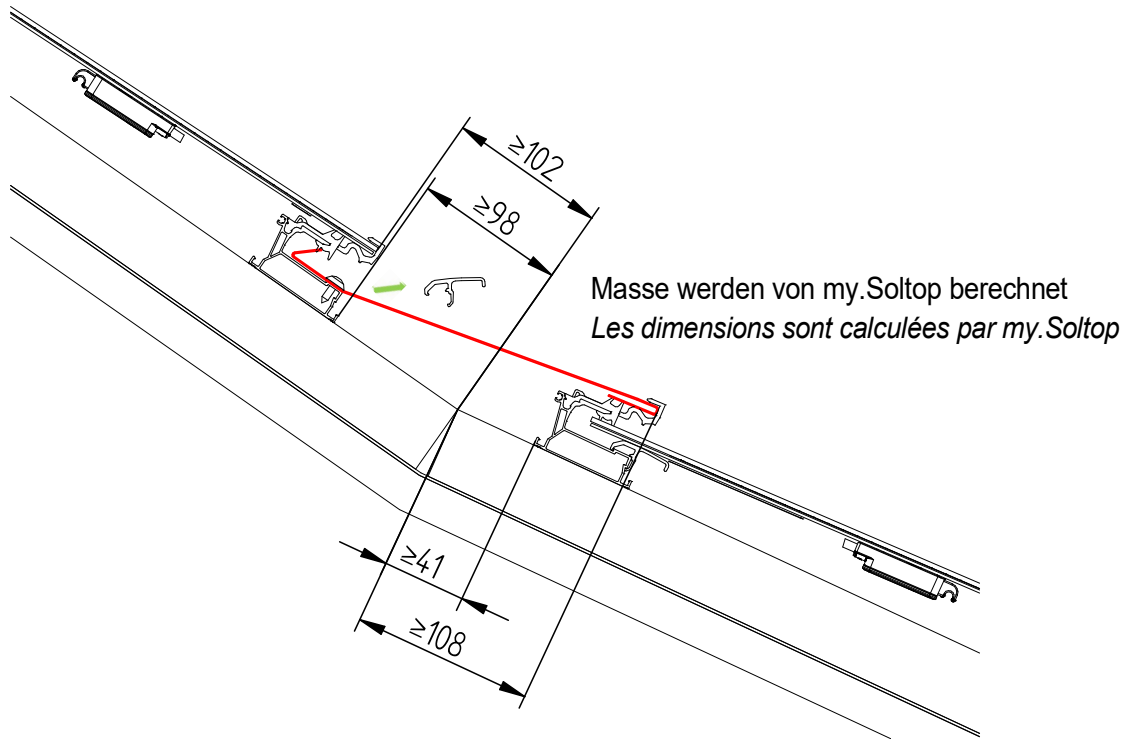 ≥102
≥98
Masse werden von my.Soltop berechnet
Les dimensions sont calculées par my.Soltop
≥41
≥108